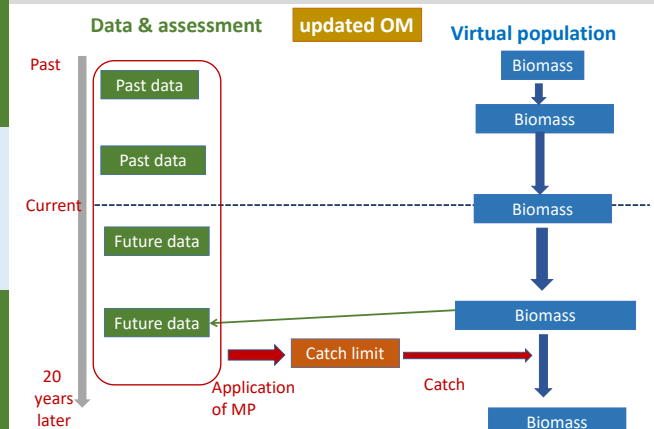 Data & assessment
updated OM
Virtual population
Past
Biomass
Past data
Biomass
Past data
Current
Biomass
Future data
Future data
Biomass
Catch limit
20
years
later
Application
of MP
Catch
Biomass